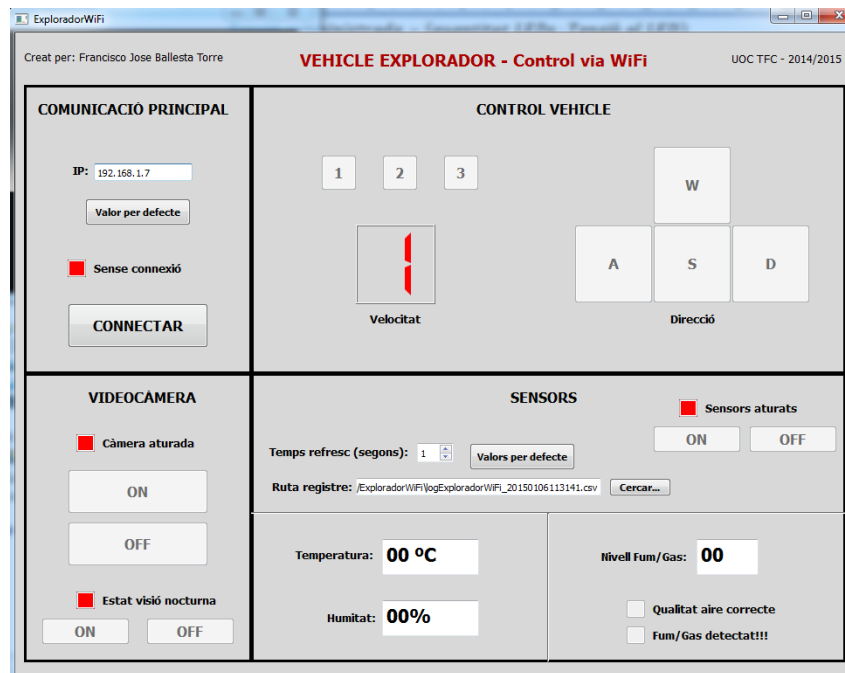 ExploradorWiFi
Creat per: Francisco Jose Ballesta Torre
VEHICLE EXPLORADOR - Control via WiFi
UOC TFC - 2014/2015
COMUNICACIÓ PRINCIPAL
IP: 192.168.1.7
Valor per defecte
Sense connexió
CONNECTAR
CONTROL VEHICLE
1 2 3
W
A S D
1
Velocitat
Direcció
VIDEOCÀMERA
Càmera aturada
ON
OFF
Estat visió nocturna
ON OFF
SENSORS
Sensors aturats
ON OFF
Temps refresc (segons): 1 Valors per defecte
Ruta registre: /ExploradorWiFi\logExploradorWiFi_20150106113141.csv Cercar...
Temperatura: 00 ºC
Humitat: 00%
Nivell Fum/Gas: 00
Qualitat aire correcte
Fum/Gas detectat!!!